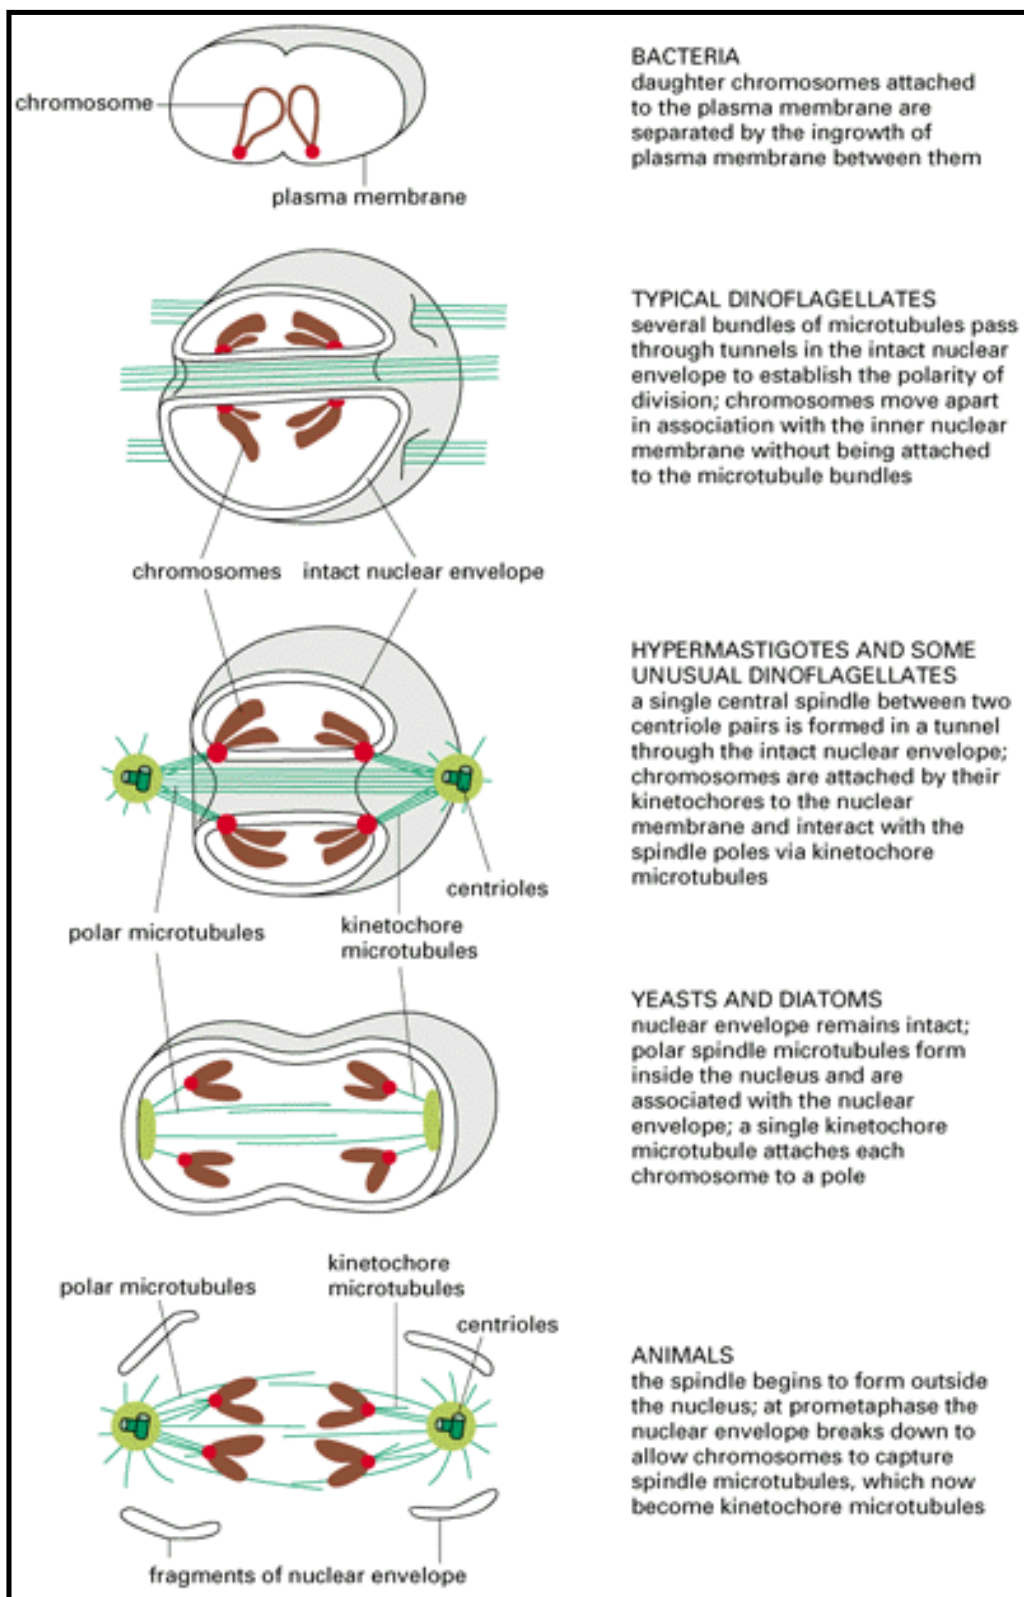 BACTERIA
daughter chromosomes attached
to the plasma membrane are
separated by the ingrowth of
plasma membrane between them
chromosome
plasma membrane
TYPICAL DINOFLAGELLATES
several bundles of microtubules pass
through tunnels in the intact nuclear
envelope to establish the polarity of
division; chromosomes move apart
in association with the inner nuclear
membrane without being attached
to the microtubule bundles
chromosomes
intact nuclear envelope
HYPERMASTIGOTES AND SOME
UNUSUAL DINOFLAGELLATES
a single central spindle between two
centriole pairs is formed in a tunnel
through the intact nuclear envelope;
chromosomes are attached by their
kinetochores to the nuclear
membrane and interact with the
spindle poles via kinetochore
microtubules
centrioles
polar microtubules
kinetochore
microtubules
YEASTS AND DIATOMS
nuclear envelope remains intact;
polar spindle microtubules form
inside the nucleus and are
associated with the nuclear
envelope; a single kinetochore
microtubule attaches each
chromosome to a pole
polar microtubules
kinetochore
microtubules
centrioles
ANIMALS
the spindle begins to form outside
the nucleus; at prometaphase the
nuclear envelope breaks down to
allow chromosomes to capture
spindle microtubules, which now
become kinetochore microtubules
fragments of nuclear envelope